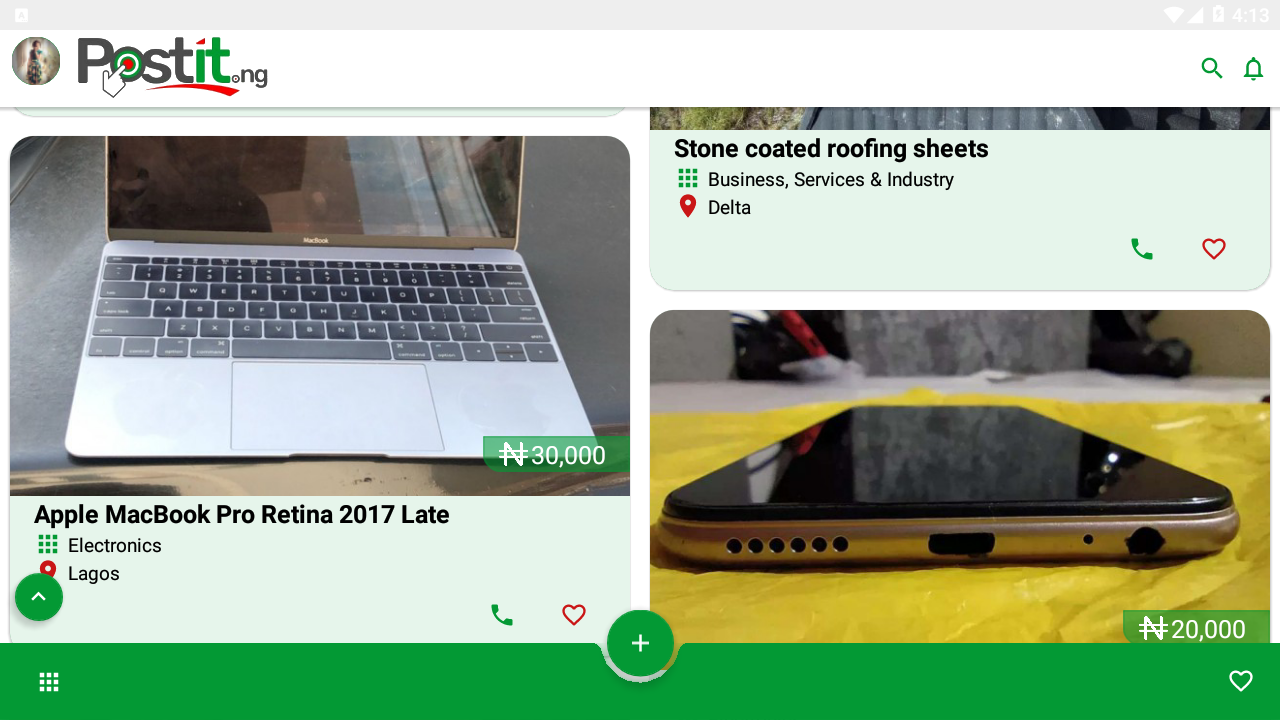 4:13
Postit.ng
Stone coated roofing sheets
Business, Services & Industry
Delta
MacBook
₦30,000
Apple MacBook Pro Retina 2017 Late
Electronics
Lagos
₦20,000